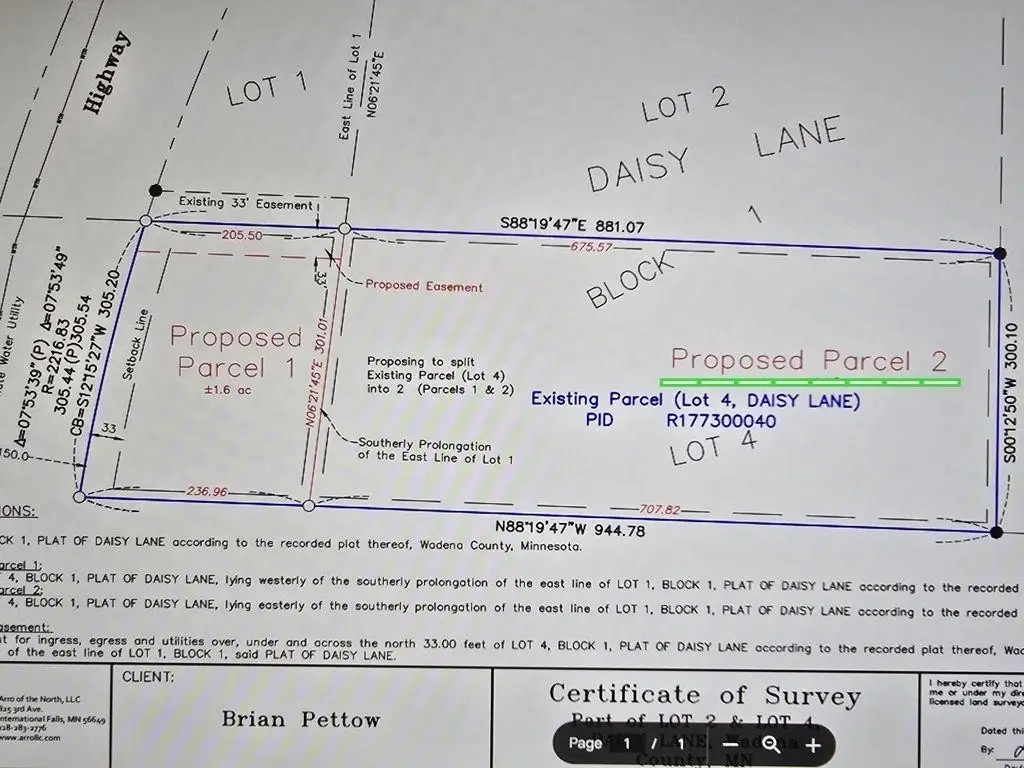 Highway
LOT 1
East Line of Lot 1
N06°21'45"E
LOT 2
DAISY LANE
1
BLOCK
Existing 33' Easement
205.50
S88°19'47"E 881.07
675.57
33'
Proposed Easement
Water Utility
Δ=07°53'39"(P) Δ=07°53'49"
R=2216.83
305.44(P)305.54
CB=S12°15'27"W 305.20
Setback Line
Proposed
Parcel 1
±1.6 ac
N06°21'45"E 301.01
Proposing to split
Existing Parcel (Lot 4)
into 2 (Parcels 1 & 2)
Proposed Parcel 2
Existing Parcel (Lot 4, DAISY LANE)
PID R177300040
LOT 4
S00°12'50"W 300.10
33
150.0
Southerly Prolongation
of the East Line of Lot 1
236.96
707.82
N88°19'47"W 944.78
IONS:
CK 1, PLAT OF DAISY LANE according to the recorded plat thereof, Wadena County, Minnesota.
arcel 1:
4, BLOCK 1, PLAT OF DAISY LANE, lying westerly of the southerly prolongation of the east line of LOT 1, BLOCK 1, PLAT OF DAISY LANE according to the recorded
arcel 2:
4, BLOCK 1, PLAT OF DAISY LANE, lying easterly of the southerly prolongation of the east line of LOT 1, BLOCK 1, PLAT OF DAISY LANE according to the recorded
asement:
t for ingress, egress and utilities over, under and across the north 33.00 feet of LOT 4, BLOCK 1, PLAT OF DAISY LANE according to the recorded plat thereof, Wad
of the east line of LOT 1, BLOCK 1, said PLAT OF DAISY LANE.
Arro of the North, LLC
825 3rd Ave.
International Falls, MN 56649
218-283-2776
www.arrollc.com
CLIENT:
Brian Pettow
Certificate of Survey
Part of LOT 2 & LOT 4,
LANE, Wadena
County, MN
Page 1 / 1
I hereby certify that
me or under my dire
licensed land surveyo
Dated thi
By: